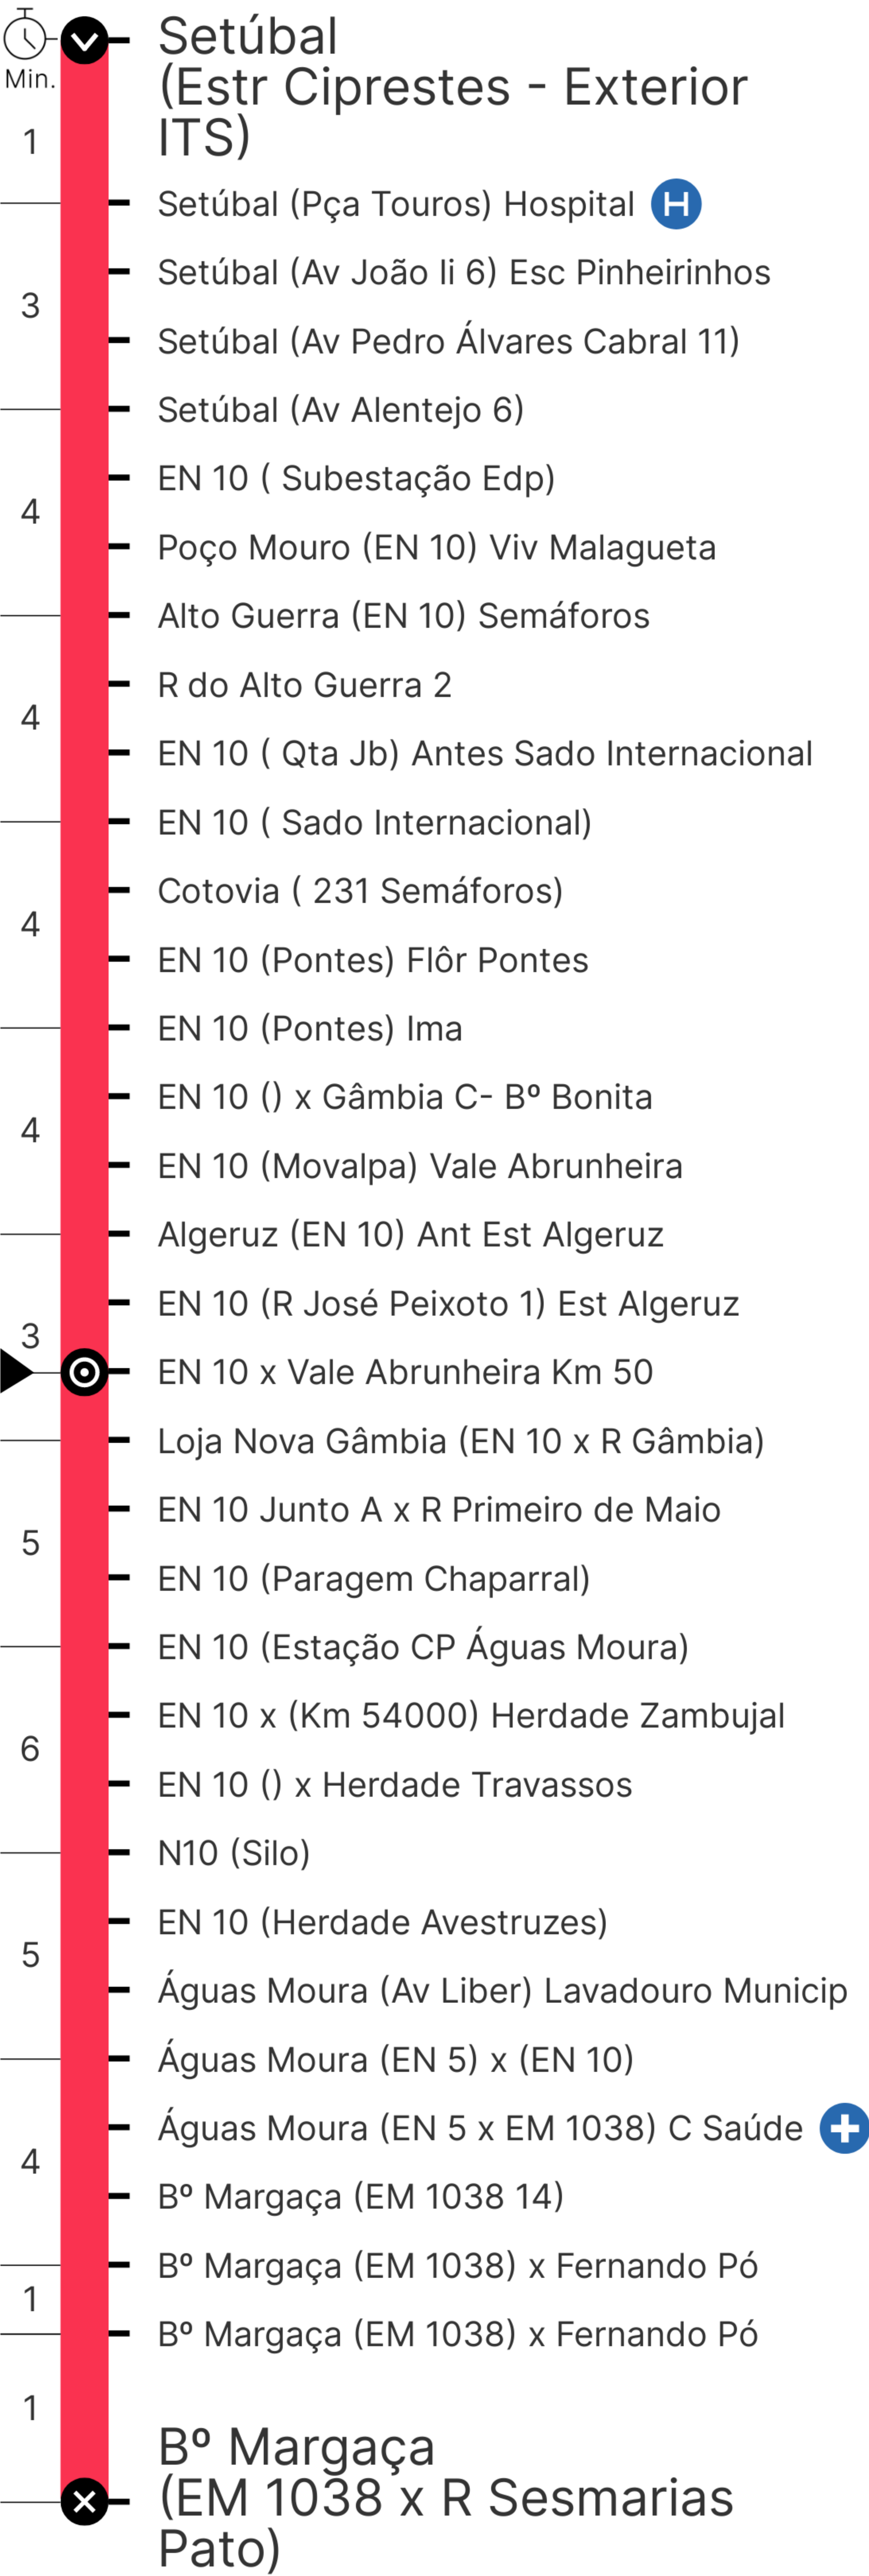 Setúbal
(Estr Ciprestes - Exterior
ITS)
Min.
1
Setúbal (Pça Touros) Hospital H
Setúbal (Av João Ii 6) Esc Pinheirinhos
3
Setúbal (Av Pedro Álvares Cabral 11)
Setúbal (Av Alentejo 6)
EN 10 ( Subestação Edp)
4
Poço Mouro (EN 10) Viv Malagueta
Alto Guerra (EN 10) Semáforos
R do Alto Guerra 2
4
EN 10 ( Qta Jb) Antes Sado Internacional
EN 10 ( Sado Internacional)
Cotovia ( 231 Semáforos)
4
EN 10 (Pontes) Flôr Pontes
EN 10 (Pontes) Ima
EN 10 () x Gâmbia C- Bº Bonita
4
EN 10 (Movalpa) Vale Abrunheira
Algeruz (EN 10) Ant Est Algeruz
EN 10 (R José Peixoto 1) Est Algeruz
3
EN 10 x Vale Abrunheira Km 50
Loja Nova Gâmbia (EN 10 x R Gâmbia)
EN 10 Junto A x R Primeiro de Maio
5
EN 10 (Paragem Chaparral)
EN 10 (Estação CP Águas Moura)
EN 10 x (Km 54000) Herdade Zambujal
6
EN 10 () x Herdade Travassos
N10 (Silo)
EN 10 (Herdade Avestruzes)
5
Águas Moura (Av Liber) Lavadouro Municip
Águas Moura (EN 5) x (EN 10)
Águas Moura (EN 5 x EM 1038) C Saúde
4
Bº Margaça (EM 1038 14)
Bº Margaça (EM 1038) x Fernando Pó
1
Bº Margaça (EM 1038) x Fernando Pó
1
Bº Margaça
(EM 1038 x R Sesmarias
Pato)